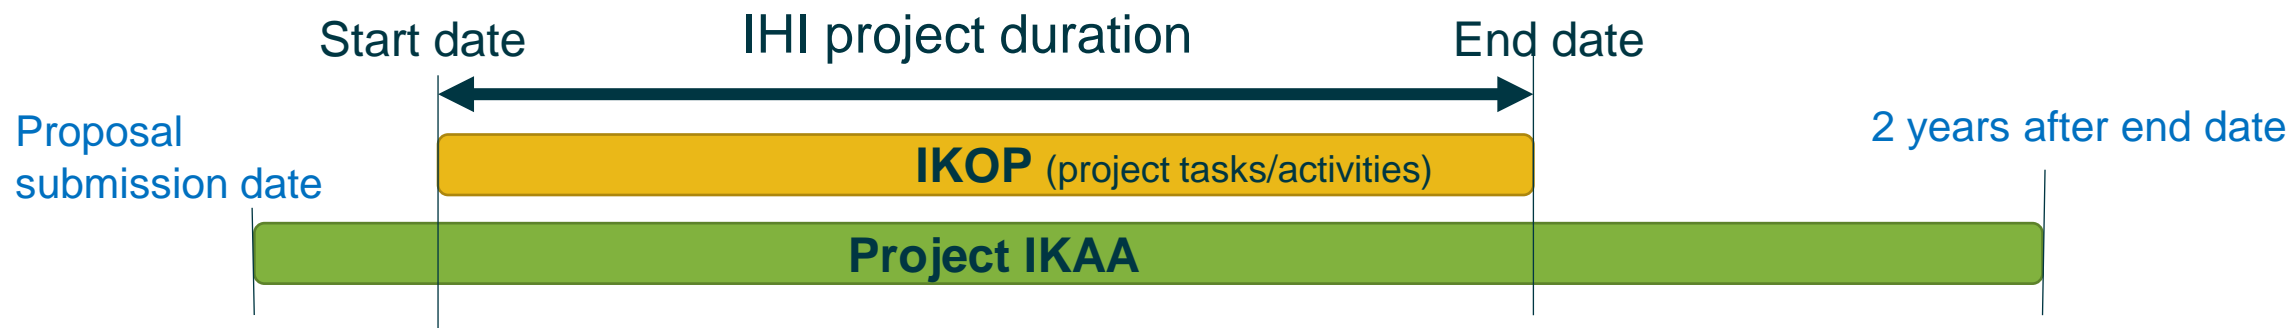 Start date
IHI project duration
End date
Proposal
submission date
2 years after end date
IKOP (project tasks/activities)
Project IKAA